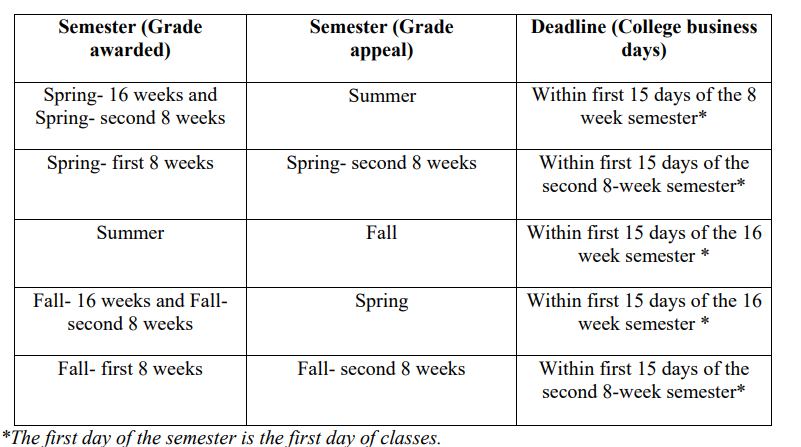 Semester (Grade awarded)
Semester (Grade appeal)
Deadline (College business days)
Spring- 16 weeks and
Spring- second 8 weeks
Summer
Within first 15 days of the 8
week semester*
Spring- first 8 weeks
Spring- second 8 weeks
Within first 15 days of the
second 8-week semester*
Summer
Fall
Within first 15 days of the 16
week semester *
Fall- 16 weeks and Fall-
second 8 weeks
Spring
Within first 15 days of the 16
week semester *
Fall- first 8 weeks
Fall- second 8 weeks
Within first 15 days of the
second 8-week semester*
*The first day of the semester is the first day of classes.